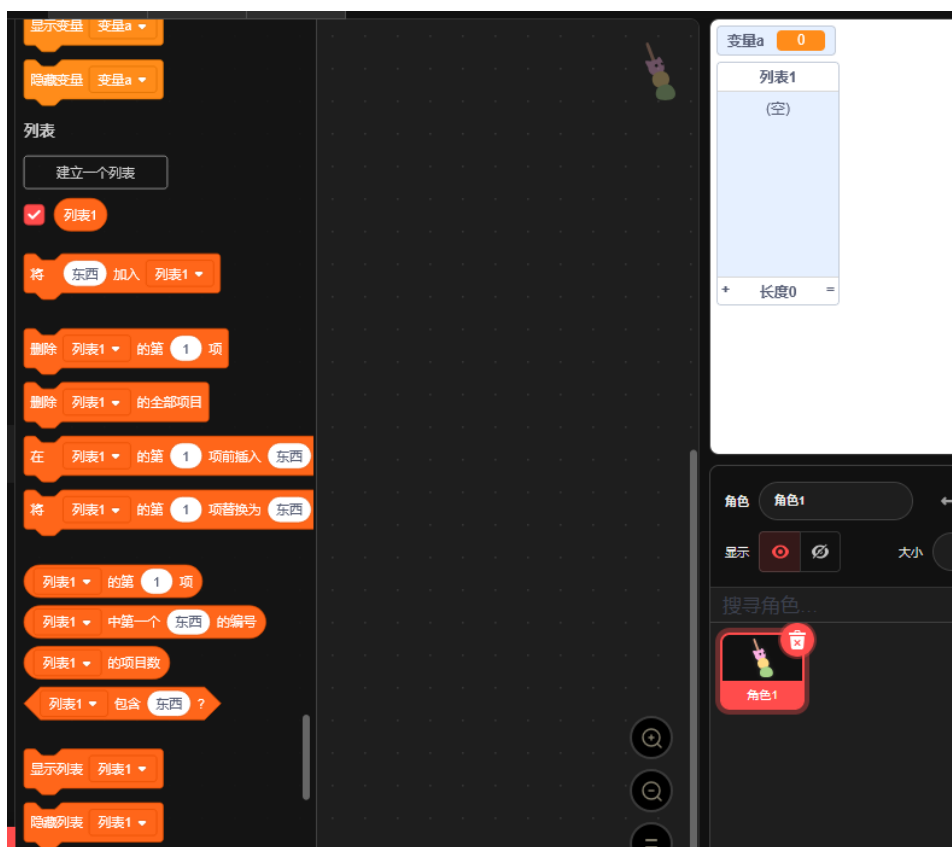 显示变量 变量a
隐藏变量 变量a
列表
建立一个列表
列表1
将 东西 加入 列表1
删除 列表1 的第 1 项
删除 列表1 的全部项目
在 列表1 的第 1 项前插入 东西
将 列表1 的第 1 项替换为 东西
列表1 的第 1 项
列表1 中第一个 东西 的编号
列表1 的项目数
列表1 包含 东西 ?
显示列表 列表1
隐藏列表 列表1
变量a 0
列表1
(空)
+ 长度0 =
角色 角色1
显示 大小
搜寻角色...
角色1